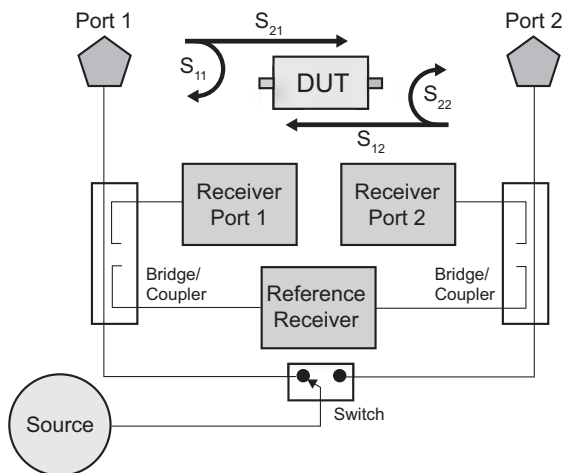 Port 1
Port 2
S21
S11
DUT
S22
S12
Receiver
Port 1
Receiver
Port 2
Bridge/
Coupler
Reference
Receiver
Bridge/
Coupler
Switch
Source